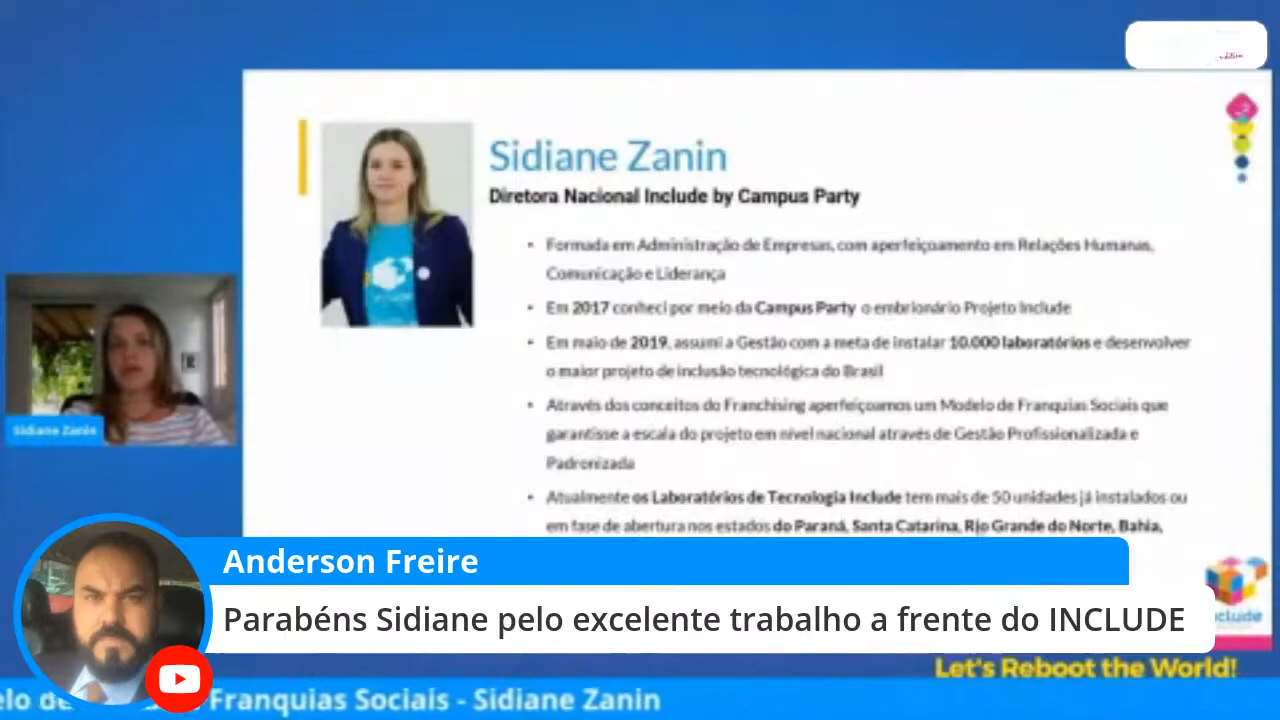 Sidiane Zanin
Diretora Nacional Include by Campus Party
• Formada em Administração de Empresas, com aperfeiçoamento em Relações Humanas,
Comunicação e Liderança
• Em 2017 conheci por meio da Campus Party o embrionário Projeto Include
• Em maio de 2019, assumi a Gestão com a meta de instalar 10.000 laboratórios e desenvolver
o maior projeto de inclusão tecnológica do Brasil
• Através dos conceitos do Franchising aperfeiçoamos um Modelo de Franquias Sociais que
garantisse a escala do projeto em nível nacional através de Gestão Profissionalizada e
Padronizada
• Atualmente os Laboratórios de Tecnologia Include tem mais de 50 unidades já instalados ou
em fase de abertura nos estados do Paraná, Santa Catarina, Rio Grande do Norte, Bahia,
Sidiane Zanin
Anderson Freire
Parabéns Sidiane pelo excelente trabalho a frente do INCLUDE
clude
Let's Reboot the World!
elo de Franquias Sociais - Sidiane Zanin